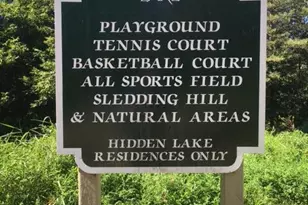 PLAYGROUND
TENNIS COURT
BASKETBALL COURT
ALL SPORTS FIELD
SLEDDING HILL
& NATURAL AREAS
HIDDEN LAKE
RESIDENCES ONLY